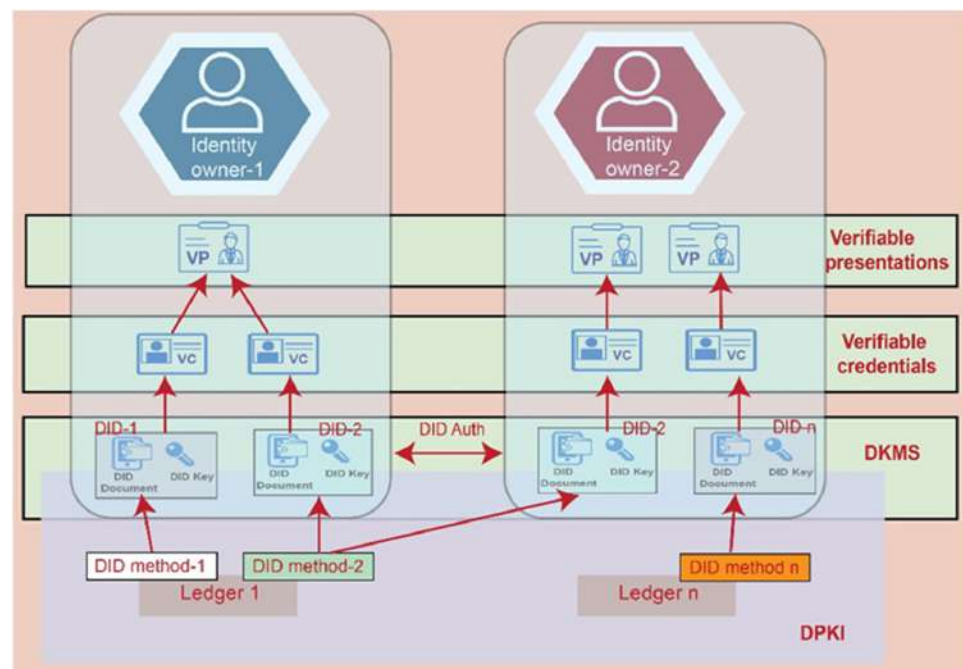 Identity
owner-1
Identity
owner-2
VP
VP
VP
Verifiable
presentations
VC
VC
VC
VC
Verifiable
credentials
DID-1
DID-2
DID Auth
DID-2
DID-n
DKMS
DID
Document
DID Key
DID
Document
DID Key
DID
Document
DID Key
DID
Document
DID Key
DID method-1
DID method-2
DID method n
Ledger 1
Ledger n
DPKI